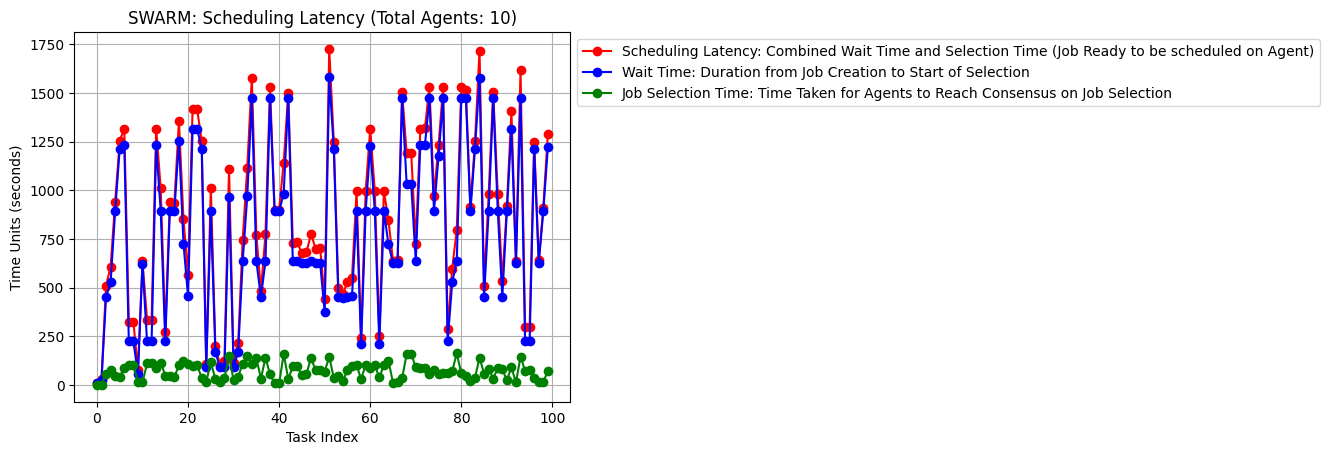 SWARM: Scheduling Latency (Total Agents: 10)
Scheduling Latency: Combined Wait Time and Selection Time (Job Ready to be scheduled on Agent)
Wait Time: Duration from Job Creation to Start of Selection
Job Selection Time: Time Taken for Agents to Reach Consensus on Job Selection
Time Units (seconds)
1750
1500
1250
1000
750
500
250
0
0
20
40
60
80
100
Task Index